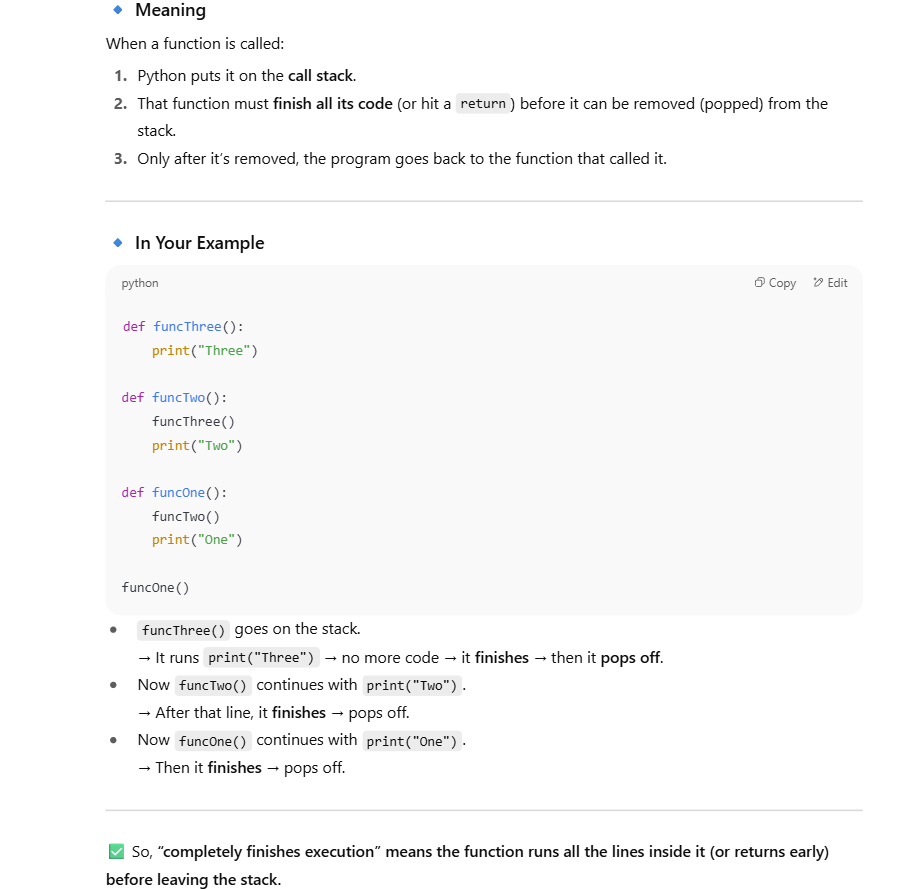 Meaning
When a function is called:
1. Python puts it on the call stack.
2. That function must finish all its code (or hit a return) before it can be removed (popped) from the
stack.
3. Only after it's removed, the program goes back to the function that called it.
In Your Example
python Copy Edit
def funcThree():
    print("Three")
def funcTwo():
    funcThree()
    print("Two")
def funcOne():
    funcTwo()
    print("One")
funcOne()
• funcThree() goes on the stack.
→ It runs print("Three") → no more code → it finishes → then it pops off.
• Now funcTwo() continues with print("Two").
→ After that line, it finishes → pops off.
• Now funcOne() continues with print("One").
→ Then it finishes → pops off.
✅ So, “completely finishes execution” means the function runs all the lines inside it (or returns early)
before leaving the stack.